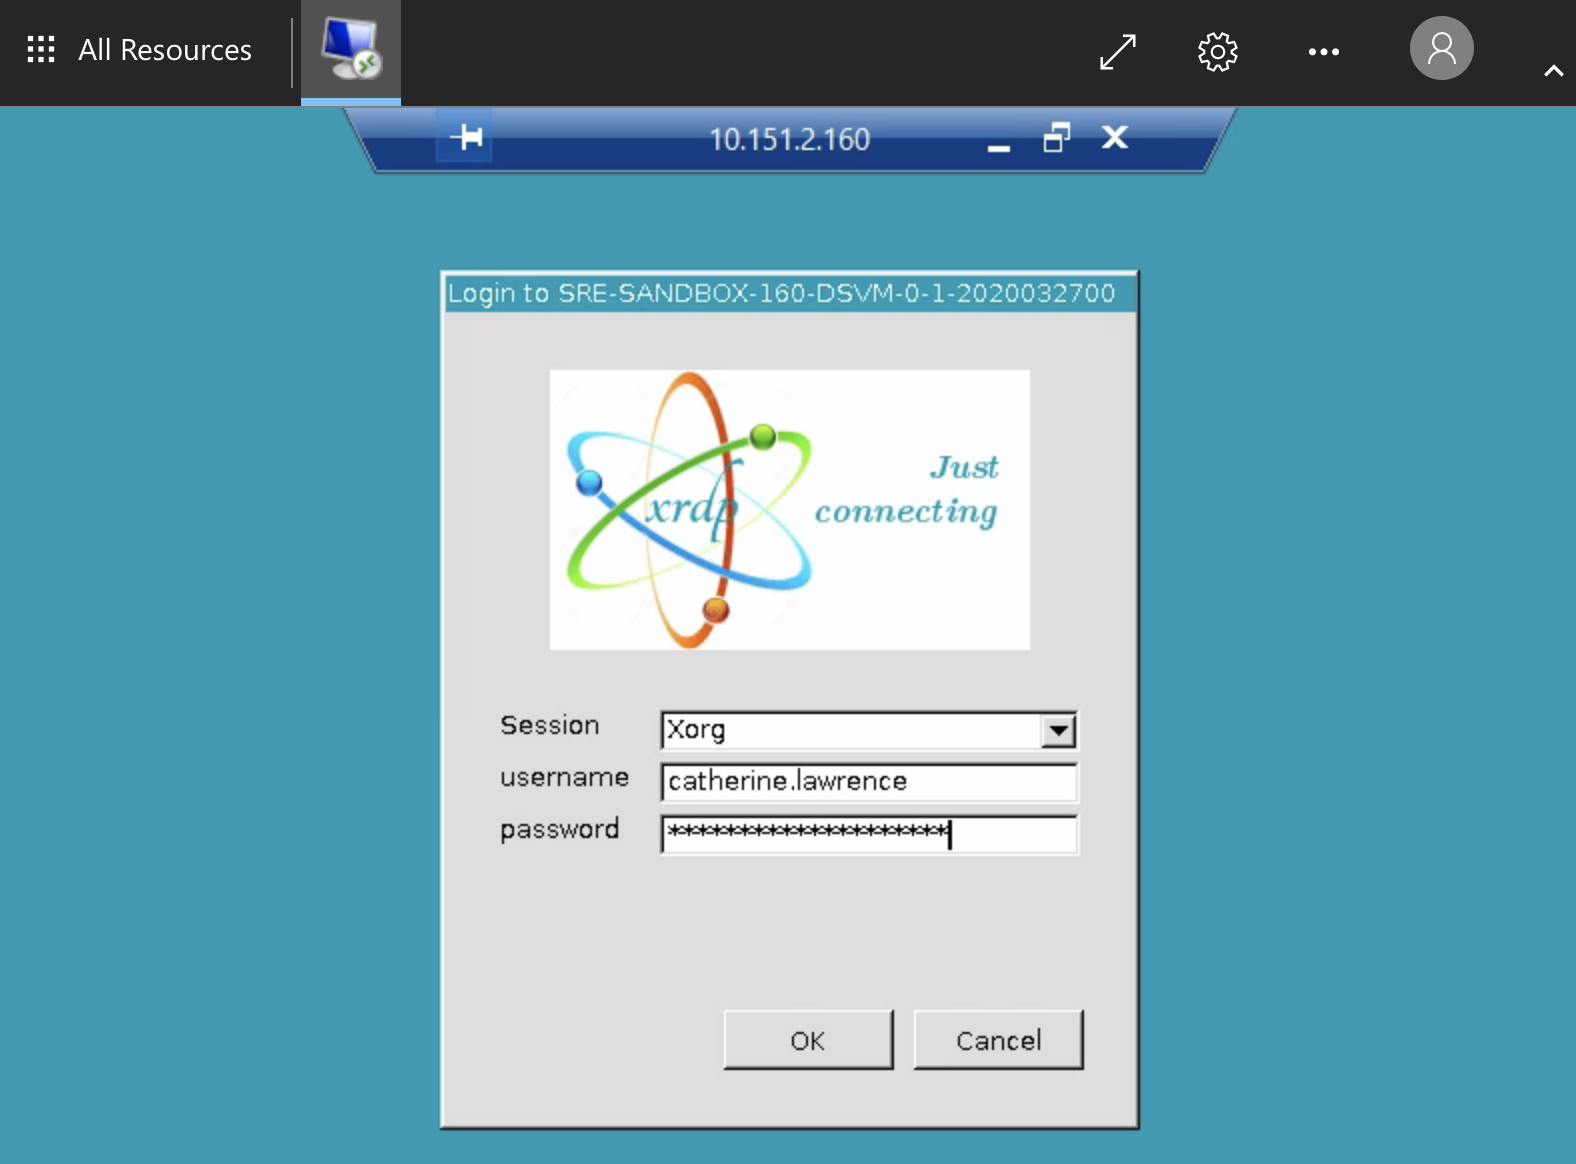 All Resources
10.151.2.160
Login to SRE-SANDBOX-160-DSVM-0-1-2020032700
xrdp
Just
connecting
Session
Xorg
username
catherine.lawrence
password
********************
OK
Cancel